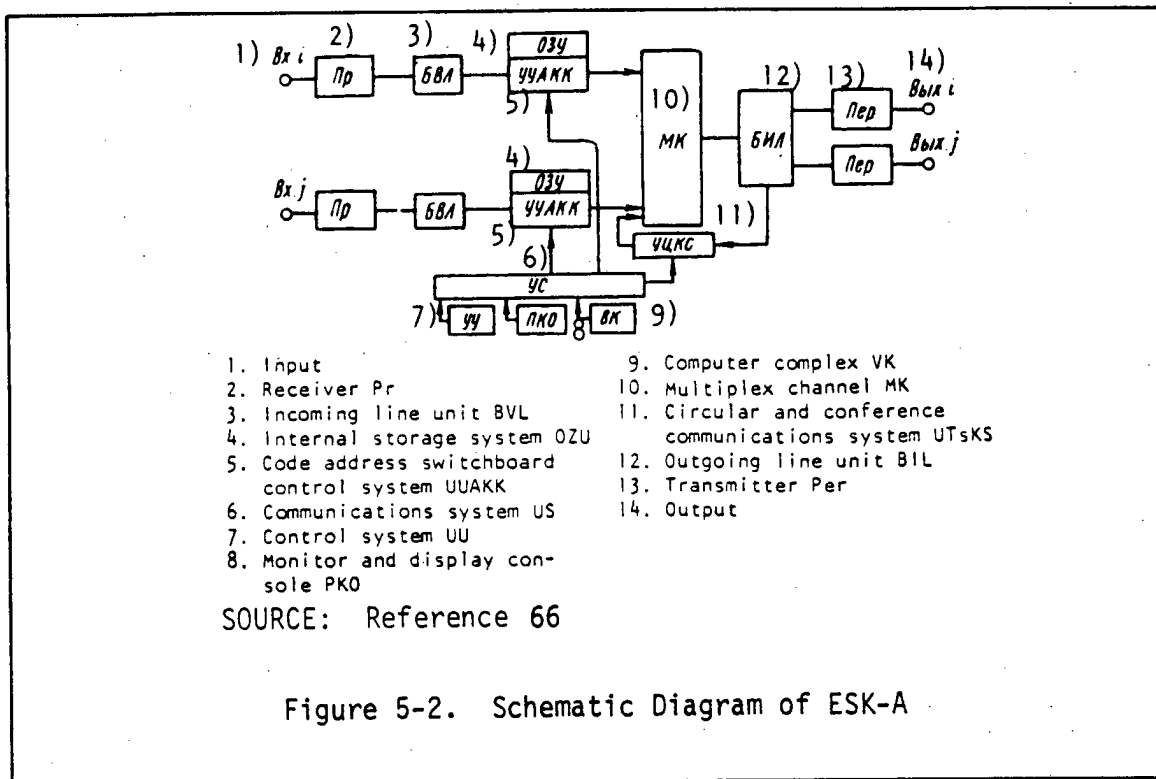 1) Вх i 2) Пр 3) БВЛ 4) ОЗУ
5) УУАКК
10) МК
12) БИЛ 13) Пер 14) Вых i
Пер Вых. j
Вх. j Пр БВЛ 4) ОЗУ
5) УУАКК
11) УЦКС
6) УС
7) УУ ПКО 8 ВК 9)
1. Input
2. Receiver Pr
3. Incoming line unit BVL
4. Internal storage system OZU
5. Code address switchboard
control system UUAKK
6. Communications system US
7. Control system UU
8. Monitor and display con-
sole PKO
9. Computer complex VK
10. Multiplex channel MK
11. Circular and conference
communications system UTsKS
12. Outgoing line unit BIL
13. Transmitter Per
14. Output
SOURCE: Reference 66
Figure 5-2. Schematic Diagram of ESK-A